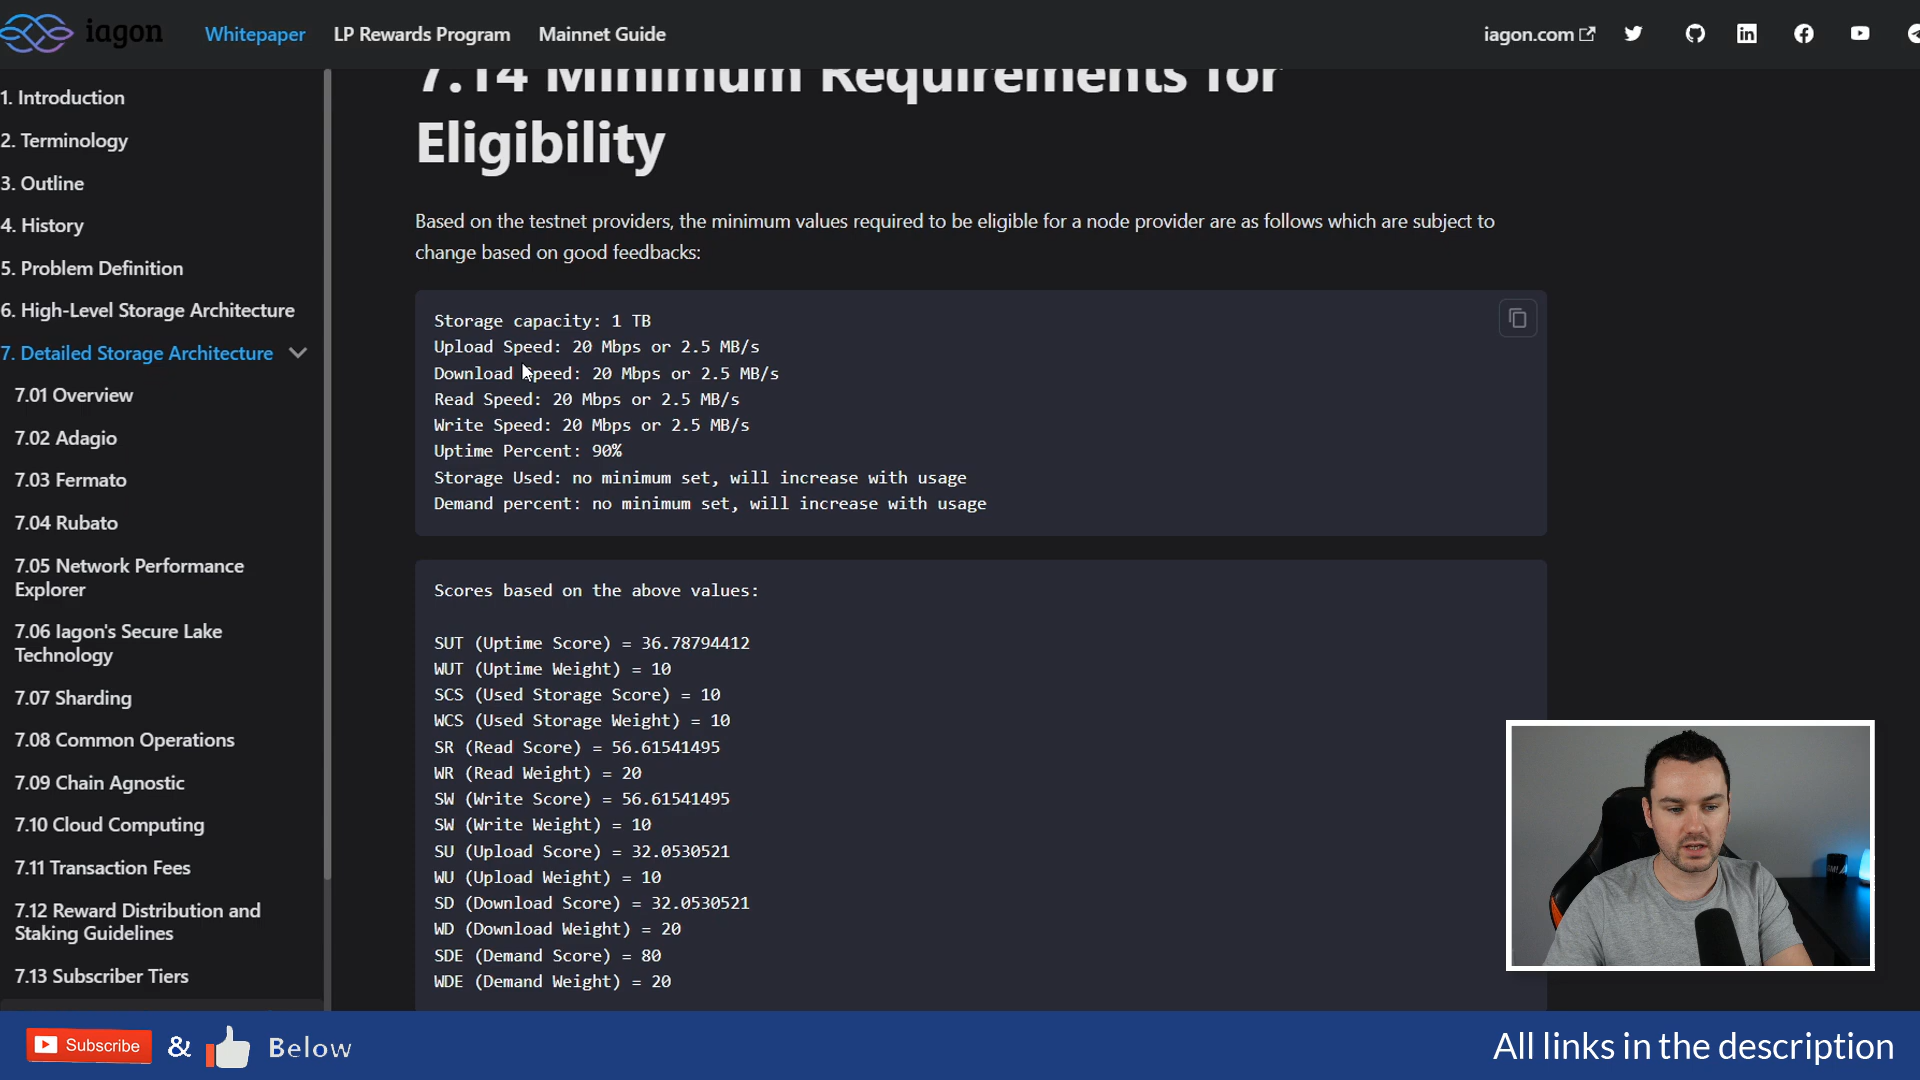 iagon
Whitepaper
LP Rewards Program
Mainnet Guide
iagon.com
1. Introduction
2. Terminology
3. Outline
4. History
5. Problem Definition
6. High-Level Storage Architecture
7. Detailed Storage Architecture
7.01 Overview
7.02 Adagio
7.03 Fermato
7.04 Rubato
7.05 Network Performance
Explorer
7.06 Iagon's Secure Lake
Technology
7.07 Sharding
7.08 Common Operations
7.09 Chain Agnostic
7.10 Cloud Computing
7.11 Transaction Fees
7.12 Reward Distribution and
Staking Guidelines
7.13 Subscriber Tiers
7.14 Minimum Requirements for
Eligibility
Based on the testnet providers, the minimum values required to be eligible for a node provider are as follows which are subject to
change based on good feedbacks:
Storage capacity: 1 TB
Upload Speed: 20 Mbps or 2.5 MB/s
Download Speed: 20 Mbps or 2.5 MB/s
Read Speed: 20 Mbps or 2.5 MB/s
Write Speed: 20 Mbps or 2.5 MB/s
Uptime Percent: 90%
Storage Used: no minimum set, will increase with usage
Demand percent: no minimum set, will increase with usage
Scores based on the above values:
SUT (Uptime Score) = 36.78794412
WUT (Uptime Weight) = 10
SCS (Used Storage Score) = 10
WCS (Used Storage Weight) = 10
SR (Read Score) = 56.61541495
WR (Read Weight) = 20
SW (Write Score) = 56.61541495
SW (Write Weight) = 10
SU (Upload Score) = 32.0530521
WU (Upload Weight) = 10
SD (Download Score) = 32.0530521
WD (Download Weight) = 20
SDE (Demand Score) = 80
WDE (Demand Weight) = 20
Subscribe & Below
All links in the description